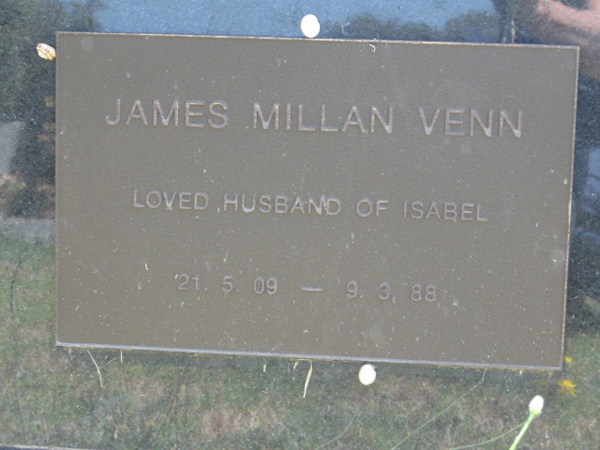 JAMES MILLAN VENN
LOVED HUSBAND OF ISABEL
21. 5. 09 — 9. 3. 88